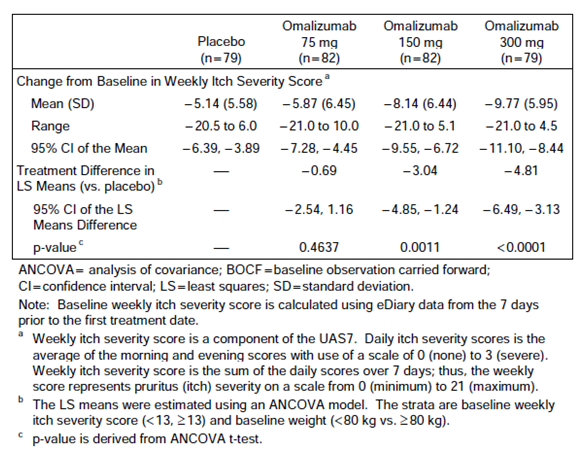 Placebo (n=79) Omalizumab 75 mg (n=82) Omalizumab 150 mg (n=82) Omalizumab 300 mg (n=79)
Change from Baseline in Weekly Itch Severity Score a
Mean (SD) −5.14 (5.58) −5.87 (6.45) −8.14 (6.44) −9.77 (5.95)
Range −20.5 to 6.0 −21.0 to 10.0 −21.0 to 5.1 −21.0 to 4.5
95% CI of the Mean −6.39, −3.89 −7.28, −4.45 −9.55, −6.72 −11.10, −8.44
Treatment Difference in
LS Means (vs. placebo) b — −0.69 −3.04 −4.81
95% CI of the LS
Means Difference — −2.54, 1.16 −4.85, −1.24 −6.49, −3.13
p-value c — 0.4637 0.0011 <0.0001
ANCOVA= analysis of covariance; BOCF=baseline observation carried forward;
CI=confidence interval; LS=least squares; SD=standard deviation.
Note: Baseline weekly itch severity score is calculated using eDiary data from the 7 days
prior to the first treatment date.
a Weekly itch severity score is a component of the UAS7. Daily itch severity scores is the
average of the morning and evening scores with use of a scale of 0 (none) to 3 (severe).
Weekly itch severity score is the sum of the daily scores over 7 days; thus, the weekly
score represents pruritus (itch) severity on a scale from 0 (minimum) to 21 (maximum).
b The LS means were estimated using an ANCOVA model. The strata are baseline weekly
itch severity score (<13, ≥13) and baseline weight (<80 kg vs. ≥80 kg).
c p-value is derived from ANCOVA t-test.